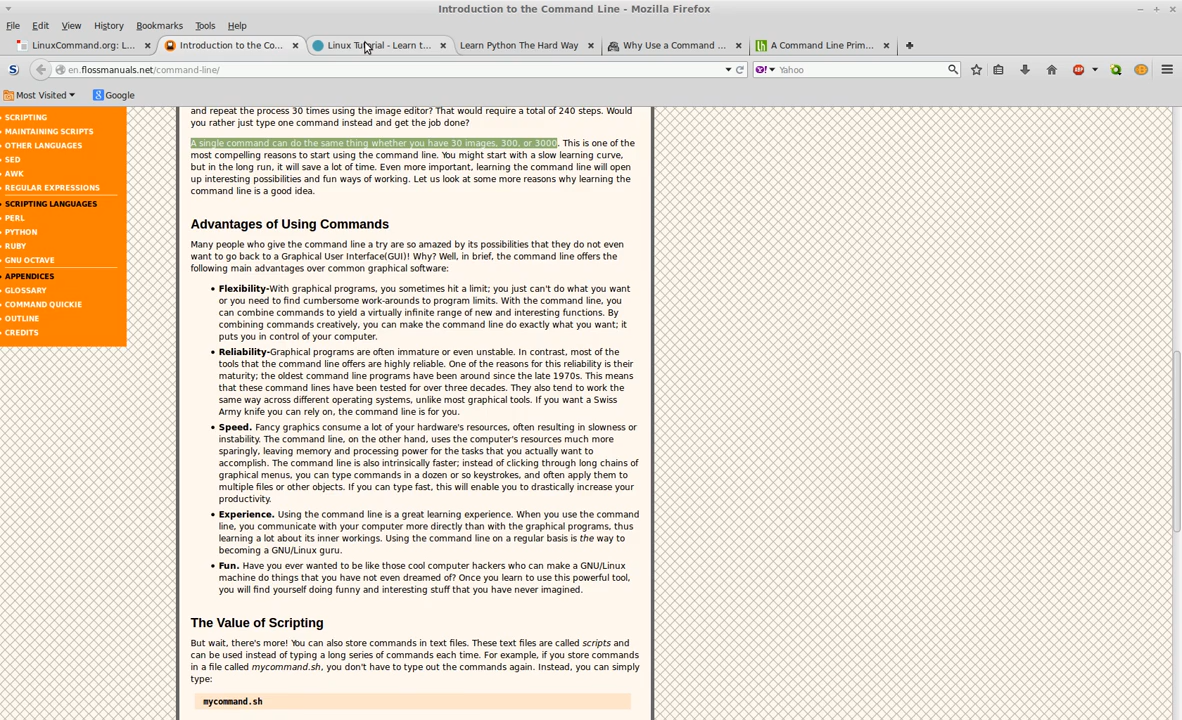 Introduction to the Command Line - Mozilla Firefox
File Edit View History Bookmarks Tools Help
LinuxCommand.org: L... Introduction to the Co... Linux Tutorial - Learn t... Learn Python The Hard Way Why Use a Command ... A Command Line Prim...
en.flossmanuals.net/command-line/ Yahoo
Most Visited Google
SCRIPTING
MAINTAINING SCRIPTS
OTHER LANGUAGES
SED
AWK
REGULAR EXPRESSIONS
SCRIPTING LANGUAGES
PERL
PYTHON
RUBY
GNU OCTAVE
APPENDICES
GLOSSARY
COMMAND QUICKIE
OUTLINE
CREDITS
and repeat the process 30 times using the image editor? That would require a total of 240 steps. Would
you rather just type one command instead and get the job done?
A single command can do the same thing whether you have 30 images, 300, or 3000. This is one of the
most compelling reasons to start using the command line. You might start with a slow learning curve,
but in the long run, it will save a lot of time. Even more important, learning the command line will open
up interesting possibilities and fun ways of working. Let us look at some more reasons why learning the
command line is a good idea.
Advantages of Using Commands
Many people who give the command line a try are so amazed by its possibilities that they do not even
want to go back to a Graphical User Interface(GUI)! Why? Well, in brief, the command line offers the
following main advantages over common graphical software:
• Flexibility-With graphical programs, you sometimes hit a limit; you just can't do what you want
or you need to find cumbersome work-arounds to program limits. With the command line, you
can combine commands to yield a virtually infinite range of new and interesting functions. By
combining commands creatively, you can make the command line do exactly what you want; it
puts you in control of your computer.
• Reliability-Graphical programs are often immature or even unstable. In contrast, most of the
tools that the command line offers are highly reliable. One of the reasons for this reliability is their
maturity; the oldest command line programs have been around since the late 1970s. This means
that these command lines have been tested for over three decades. They also tend to work the
same way across different operating systems, unlike most graphical tools. If you want a Swiss
Army knife you can rely on, the command line is for you.
• Speed. Fancy graphics consume a lot of your hardware's resources, often resulting in slowness or
instability. The command line, on the other hand, uses the computer's resources much more
sparingly, leaving memory and processing power for the tasks that you actually want to
accomplish. The command line is also intrinsically faster; instead of clicking through long chains of
graphical menus, you can type commands in a dozen or so keystrokes, and often apply them to
multiple files or other objects. If you can type fast, this will enable you to drastically increase your
productivity.
• Experience. Using the command line is a great learning experience. When you use the command
line, you communicate with your computer more directly than with the graphical programs, thus
learning a lot about its inner workings. Using the command line on a regular basis is the way to
becoming a GNU/Linux guru.
• Fun. Have you ever wanted to be like those cool computer hackers who can make a GNU/Linux
machine do things that you have not even dreamed of? Once you learn to use this powerful tool,
you will find yourself doing funny and interesting stuff that you have never imagined.
The Value of Scripting
But wait, there's more! You can also store commands in text files. These text files are called scripts and
can be used instead of typing a long series of commands each time. For example, if you store commands
in a file called mycommand.sh, you don't have to type out the commands again. Instead, you can simply
type:
mycommand.sh